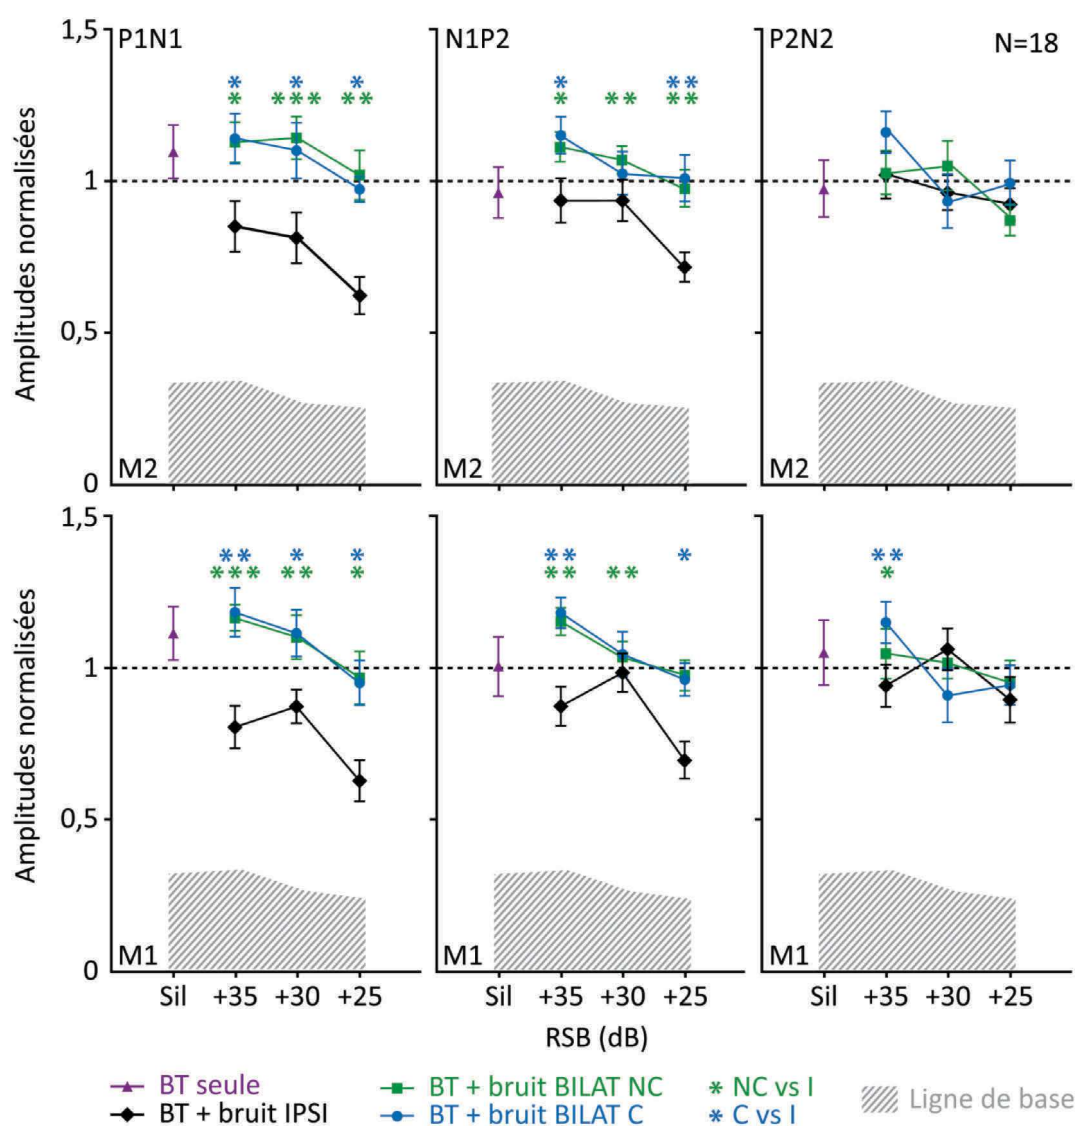 P1N1
N1P2
P2N2
N=18
1,5
1
0,5
0
Amplitudes normalisées
* * *
* * * * * *
* * *
* * * * *
M2
M2
M2
1,5
1
0,5
0
Amplitudes normalisées
* * * *
* * * * * *
* * *
* * * *
* *
*
M1
M1
M1
Sil +35 +30 +25
Sil +35 +30 +25
Sil +35 +30 +25
RSB (dB)
BT seule
BT + bruit IPSI
BT + bruit BILAT NC
BT + bruit BILAT C
* NC vs I
* C vs I
Ligne de base